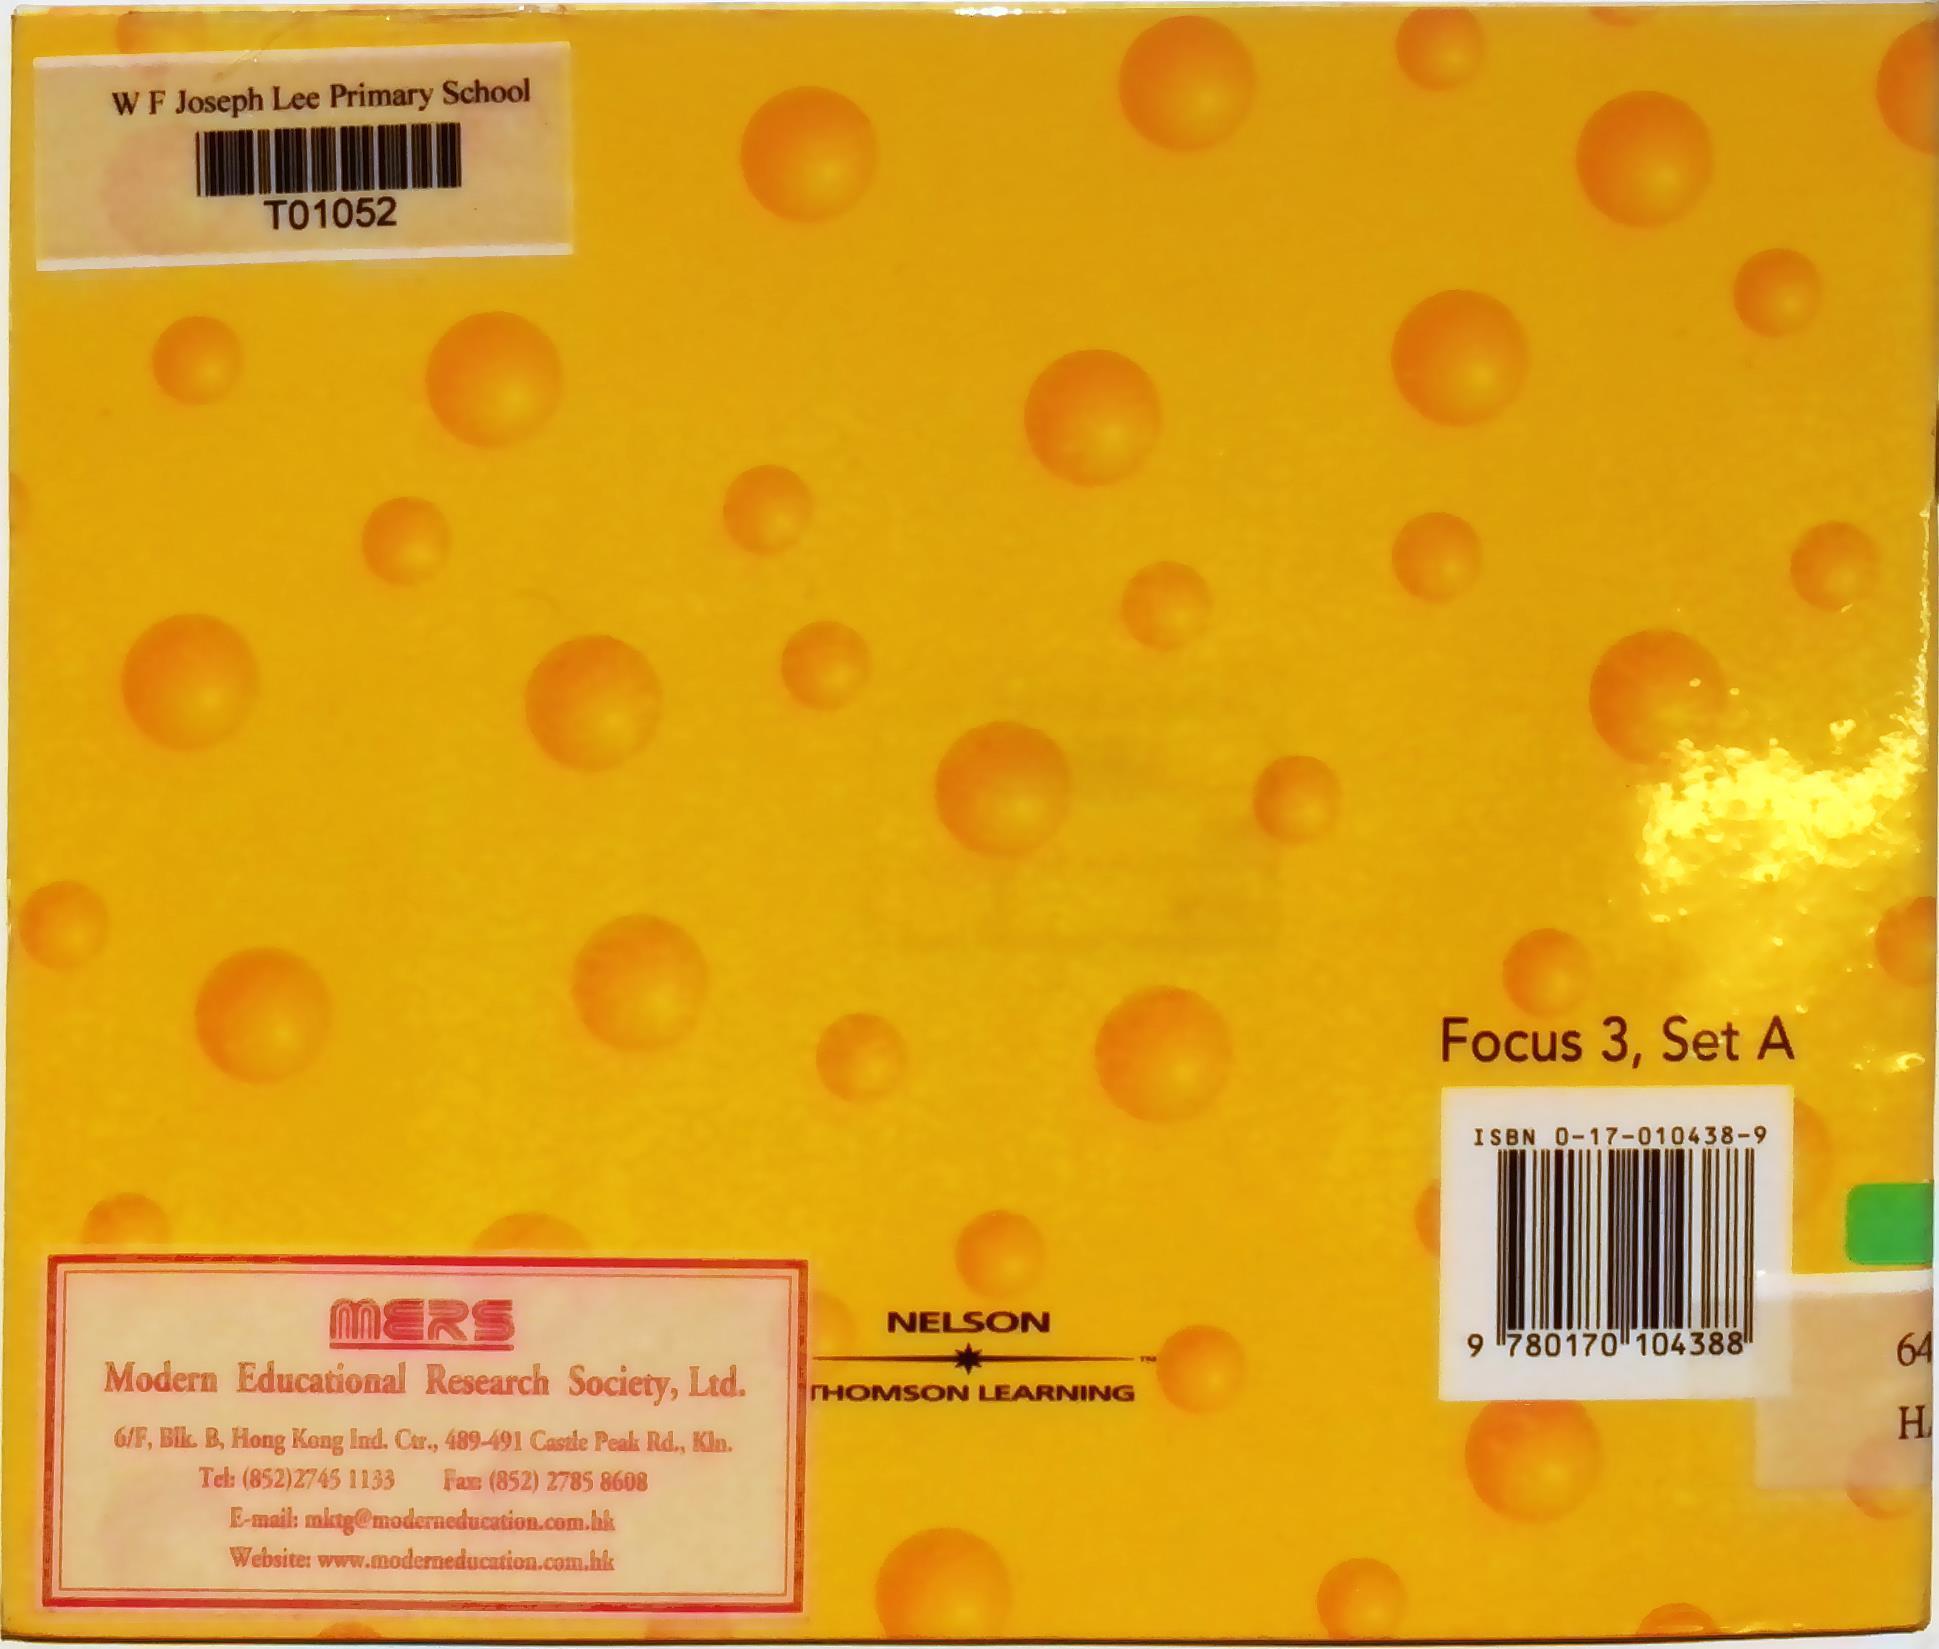 W F Joseph Lee Primary School
T01052
Focus 3, Set A
ISBN 0-17-010438-9
9 780170 104388
64
H
NELSON
™
THOMSON LEARNING
MERS
Modern Educational Research Society, Ltd.
6/F, Blk. B, Hong Kong Ind. Ctr., 489-491 Castle Peak Rd., Kln.
Tel: (852)2745 1133 Fax: (852) 2785 8608
E-mail: mktg@moderneducation.com.hk
Website: www.moderneducation.com.hk